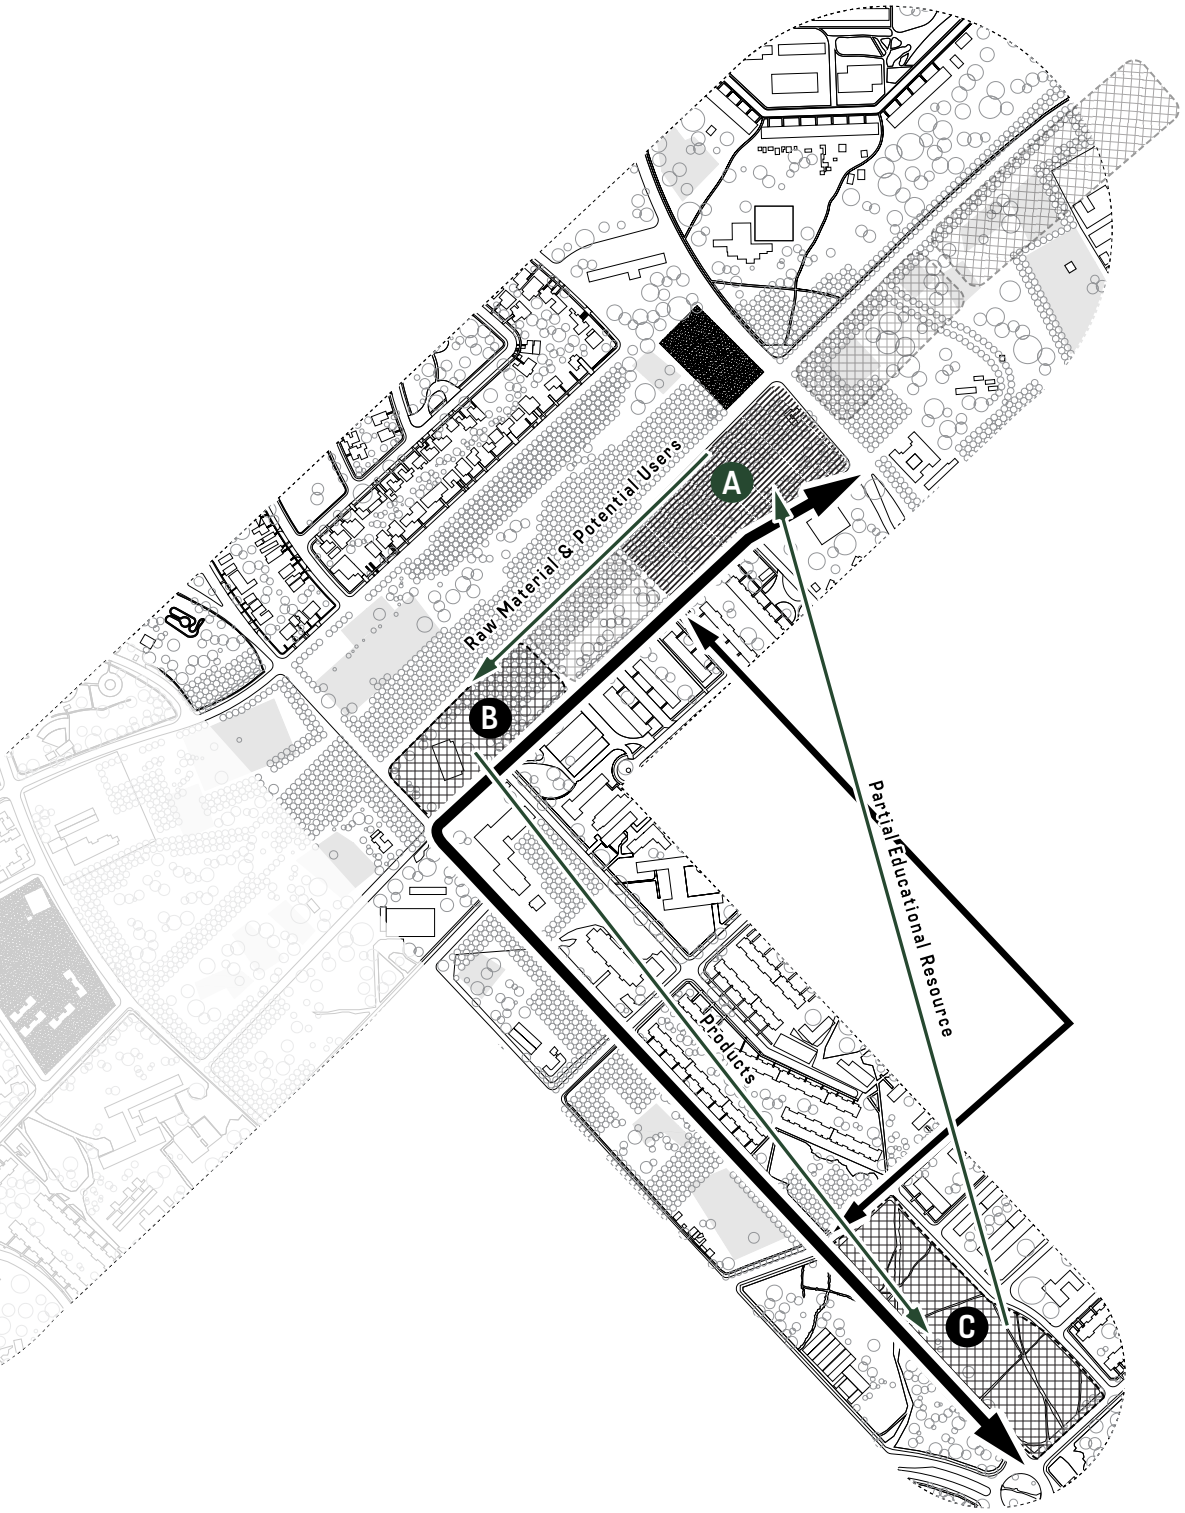 A
Raw Material & Potential Users
B
Partial Educational Resource
Products
C